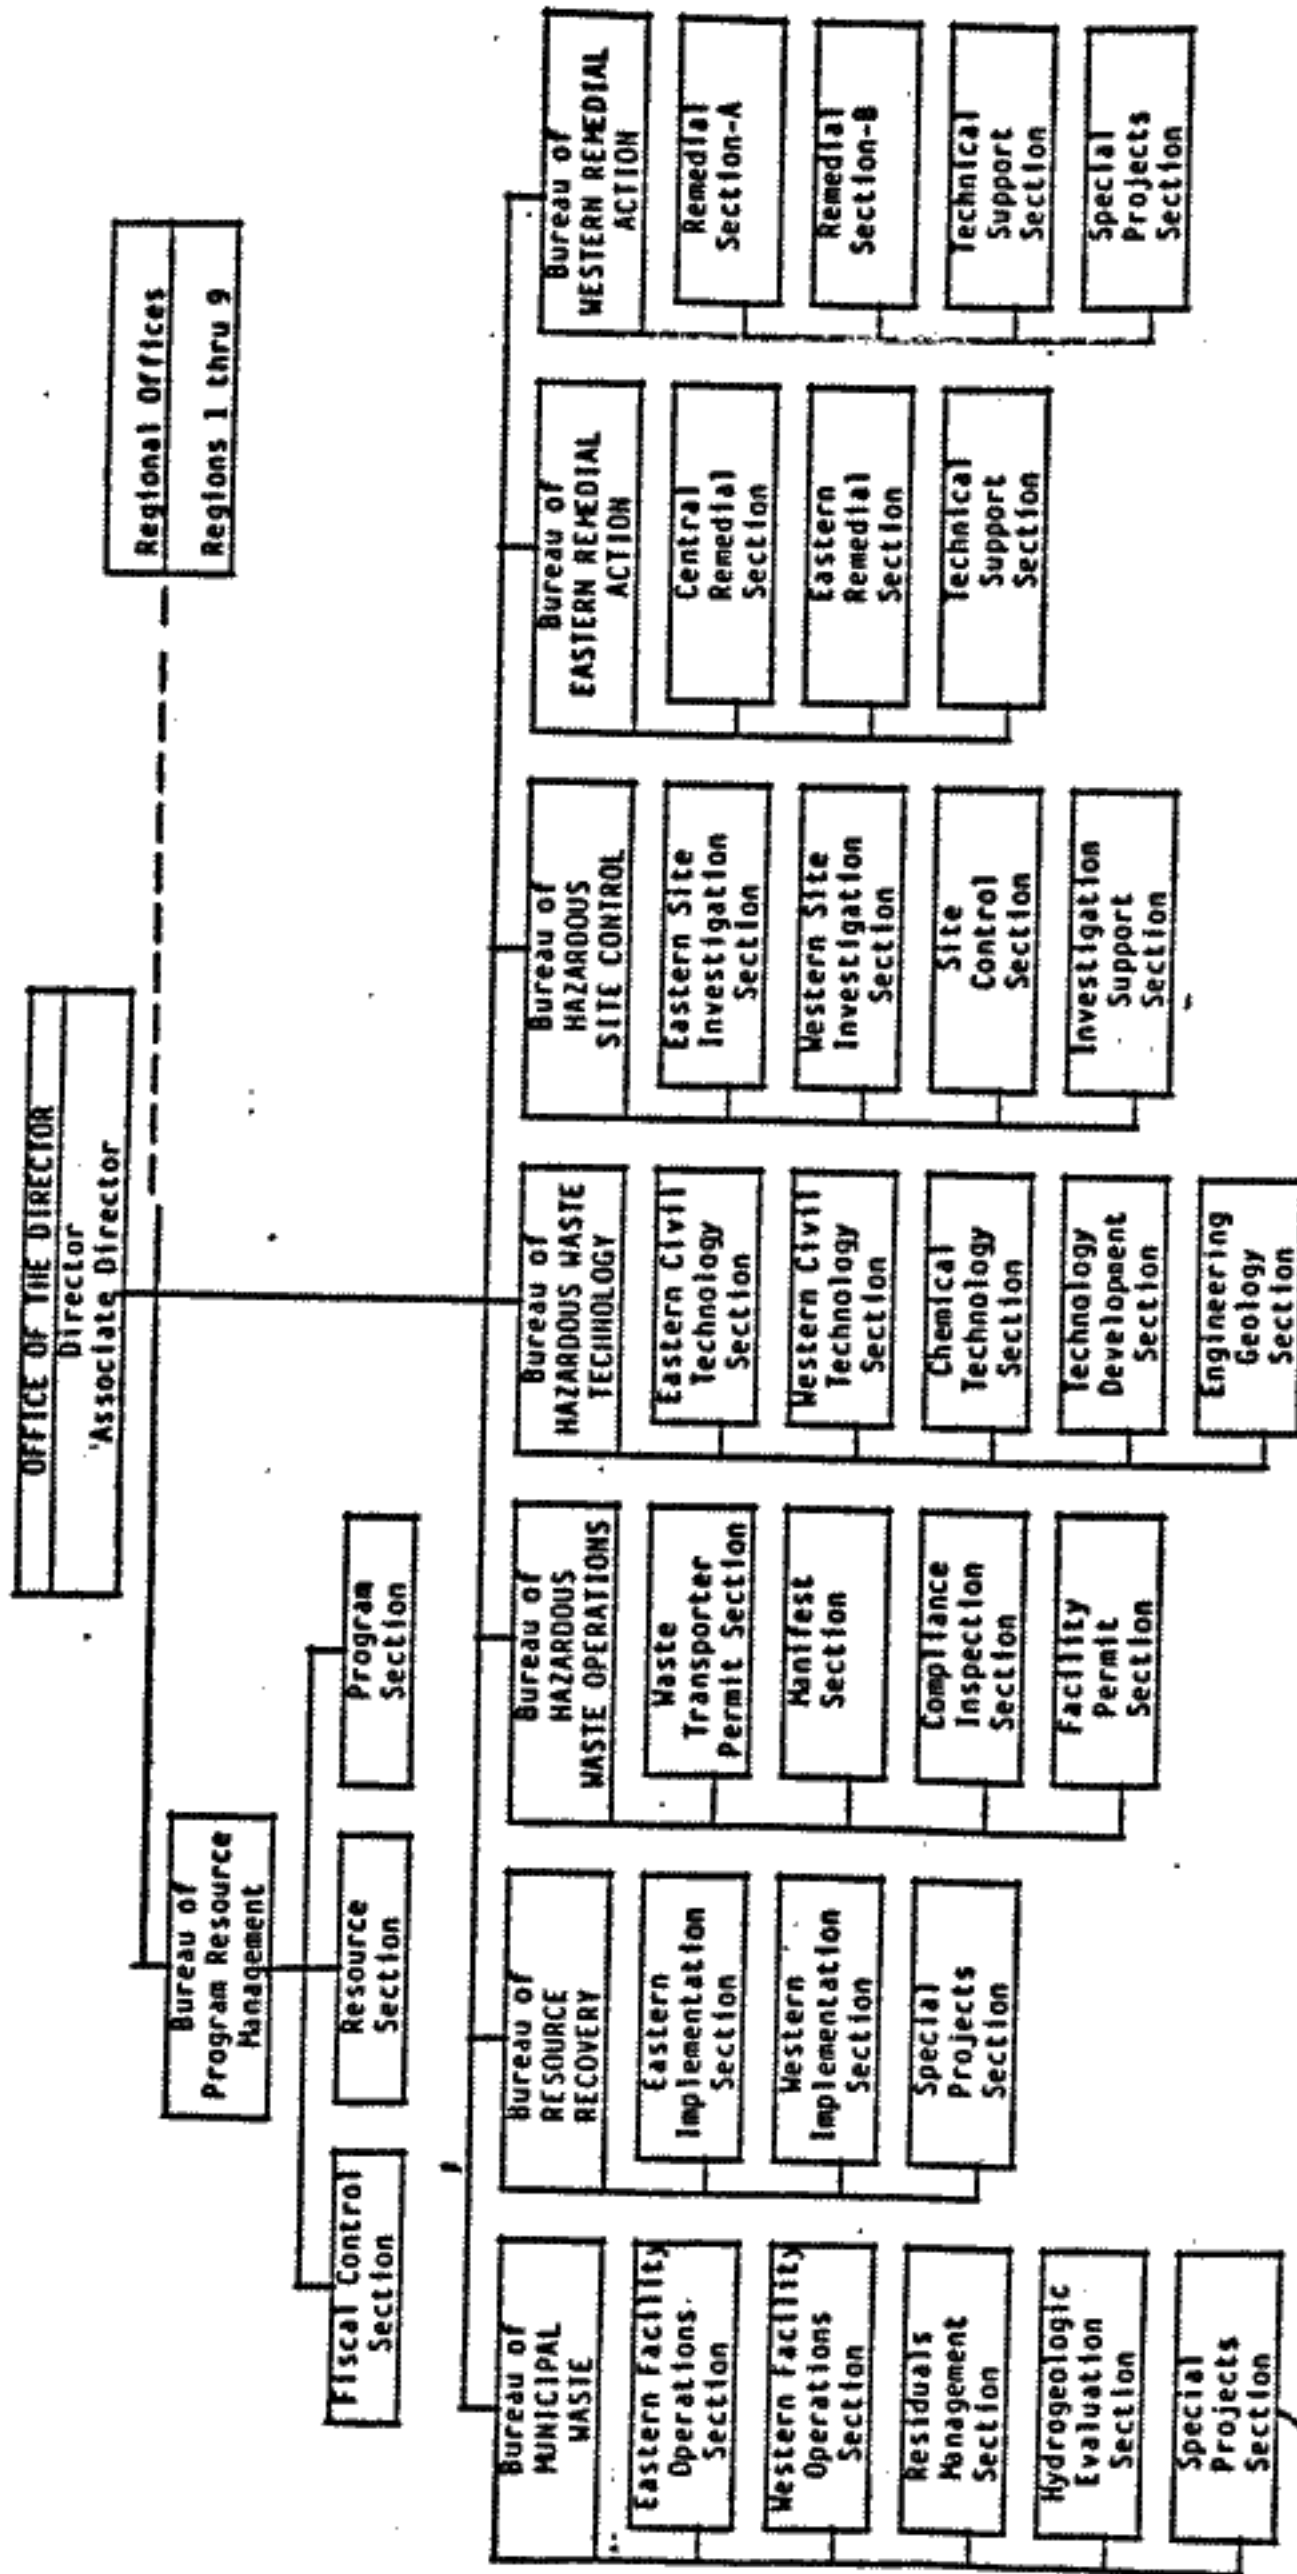 OFFICE OF THE DIRECTOR
Director
Associate Director
Regional Offices
Regions 1 thru 9
Bureau of
Program Resource
Management
Fiscal Control
Section
Resource
Section
Program
Section
Bureau of
MUNICIPAL
WASTE
Eastern Facility
Operations
Section
Western Facility
Operations
Section
Residuals
Management
Section
Hydrogeologic
Evaluation
Section
Special
Projects
Section
Bureau of
RESOURCE
RECOVERY
Eastern
Implementation
Section
Western
Implementation
Section
Special
Projects
Section
Bureau of
HAZARDOUS
WASTE OPERATIONS
Waste
Transporter
Permit Section
Manifest
Section
Compliance
Inspection
Section
Facility
Permit
Section
Bureau of
HAZARDOUS WASTE
TECHNOLOGY
Eastern Civil
Technology
Section
Western Civil
Technology
Section
Chemical
Technology
Section
Technology
Development
Section
Engineering
Geology
Section
Bureau of
HAZARDOUS
SITE CONTROL
Eastern Site
Investigation
Section
Western Site
Investigation
Section
Site
Control
Section
Investigation
Support
Section
Bureau of
EASTERN REMEDIAL
ACTION
Central
Remedial
Section
Eastern
Remedial
Section
Technical
Support
Section
Bureau of
WESTERN REMEDIAL
ACTION
Remedial
Section-A
Remedial
Section-B
Technical
Support
Section
Special
Projects
Section